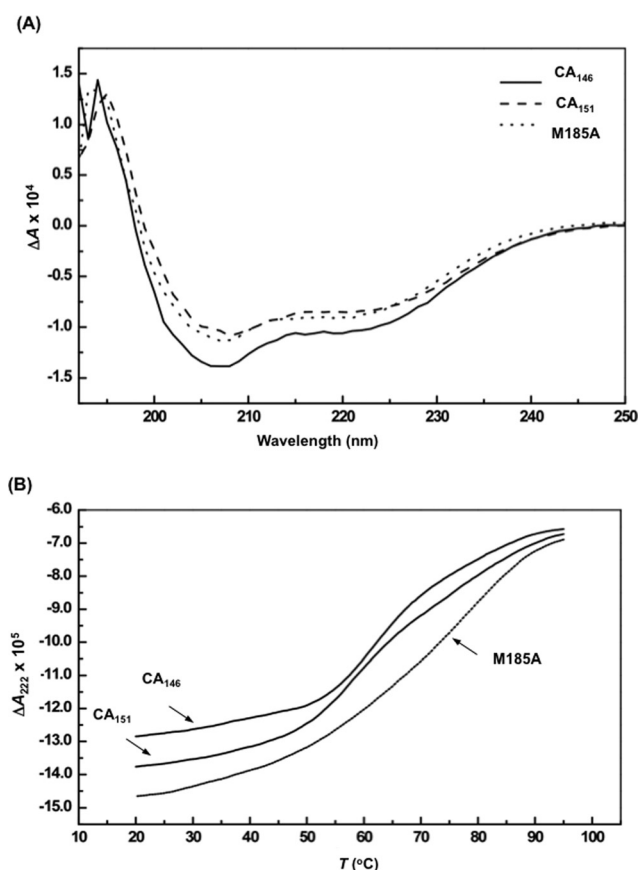 (A)
1.5
1.0
0.5
0.0
-0.5
-1.0
-1.5
ΔA x 10⁴
CA₁₄₆
CA₁₅₁
M185A
200 210 220 230 240 250
Wavelength (nm)
(B)
-6.0
-7.0
-8.0
-9.0
-10.0
-11.0
-12.0
-13.0
-14.0
-15.0
ΔA₂₂₂ x 10⁵
M185A
CA₁₄₆
CA₁₅₁
10 20 30 40 50 60 70 80 90 100
T (ºC)